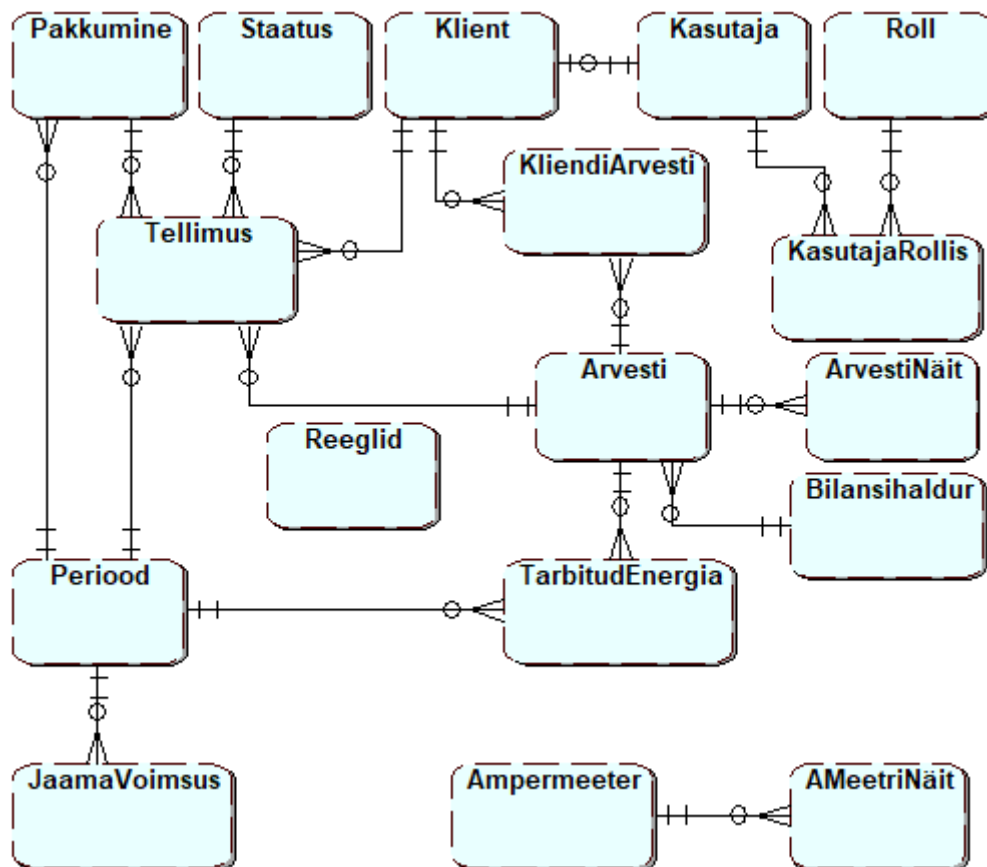 Pakkumine
Staatus
Klient
Kasutaja
Roll
KliendiArvesti
Tellimus
KasutajaRollis
Arvesti
ArvestiNäit
Reeglid
Bilansihaldur
Periood
TarbitudEnergia
JaamaVoimsus
Ampermeeter
AMeetriNäit